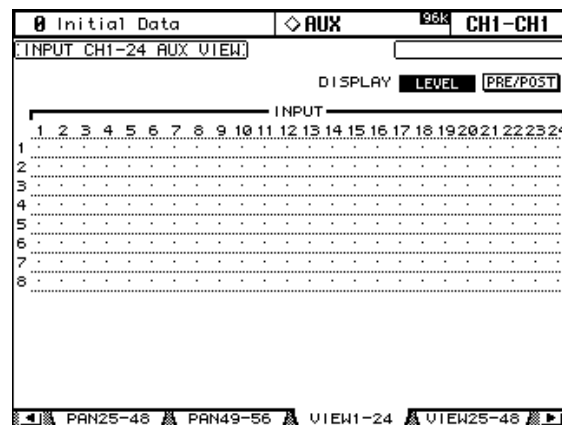 0 Initial Data ◇AUX 96K CH1-CH1
INPUT CH1-24 AUX VIEW
DISPLAY LEVEL PRE/POST
INPUT
1 2 3 4 5 6 7 8 9 10 11 12 13 14 15 16 17 18 19 20 21 22 23 24
1
2
3
4
5
6
7
8
PAN25-48 PAN49-56 VIEW1-24 VIEW25-48